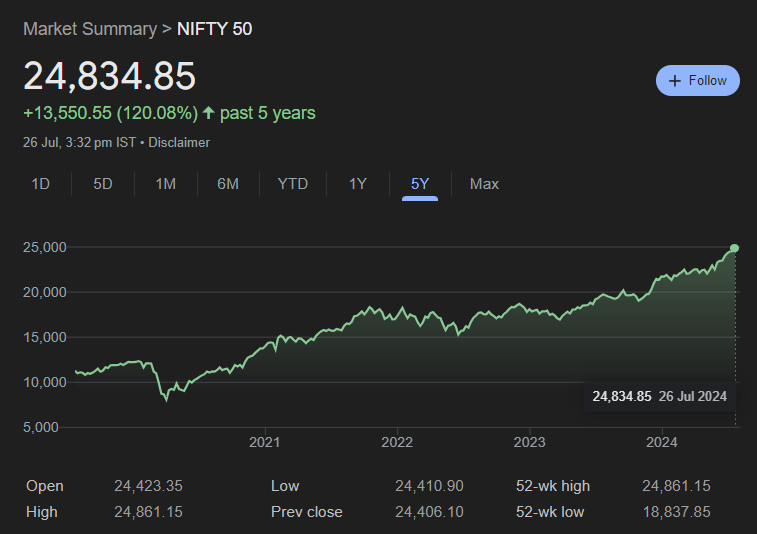 Market Summary > NIFTY 50
24,834.85
+ Follow
+13,550.55 (120.08%) ↑ past 5 years
26 Jul, 3:32 pm IST • Disclaimer
1D 5D 1M 6M YTD 1Y 5Y Max
25,000
20,000
15,000
10,000
24,834.85 26 Jul 2024
5,000
2021 2022 2023 2024
Open 24,423.35 Low 24,410.90 52-wk high 24,861.15
High 24,861.15 Prev close 24,406.10 52-wk low 18,837.85